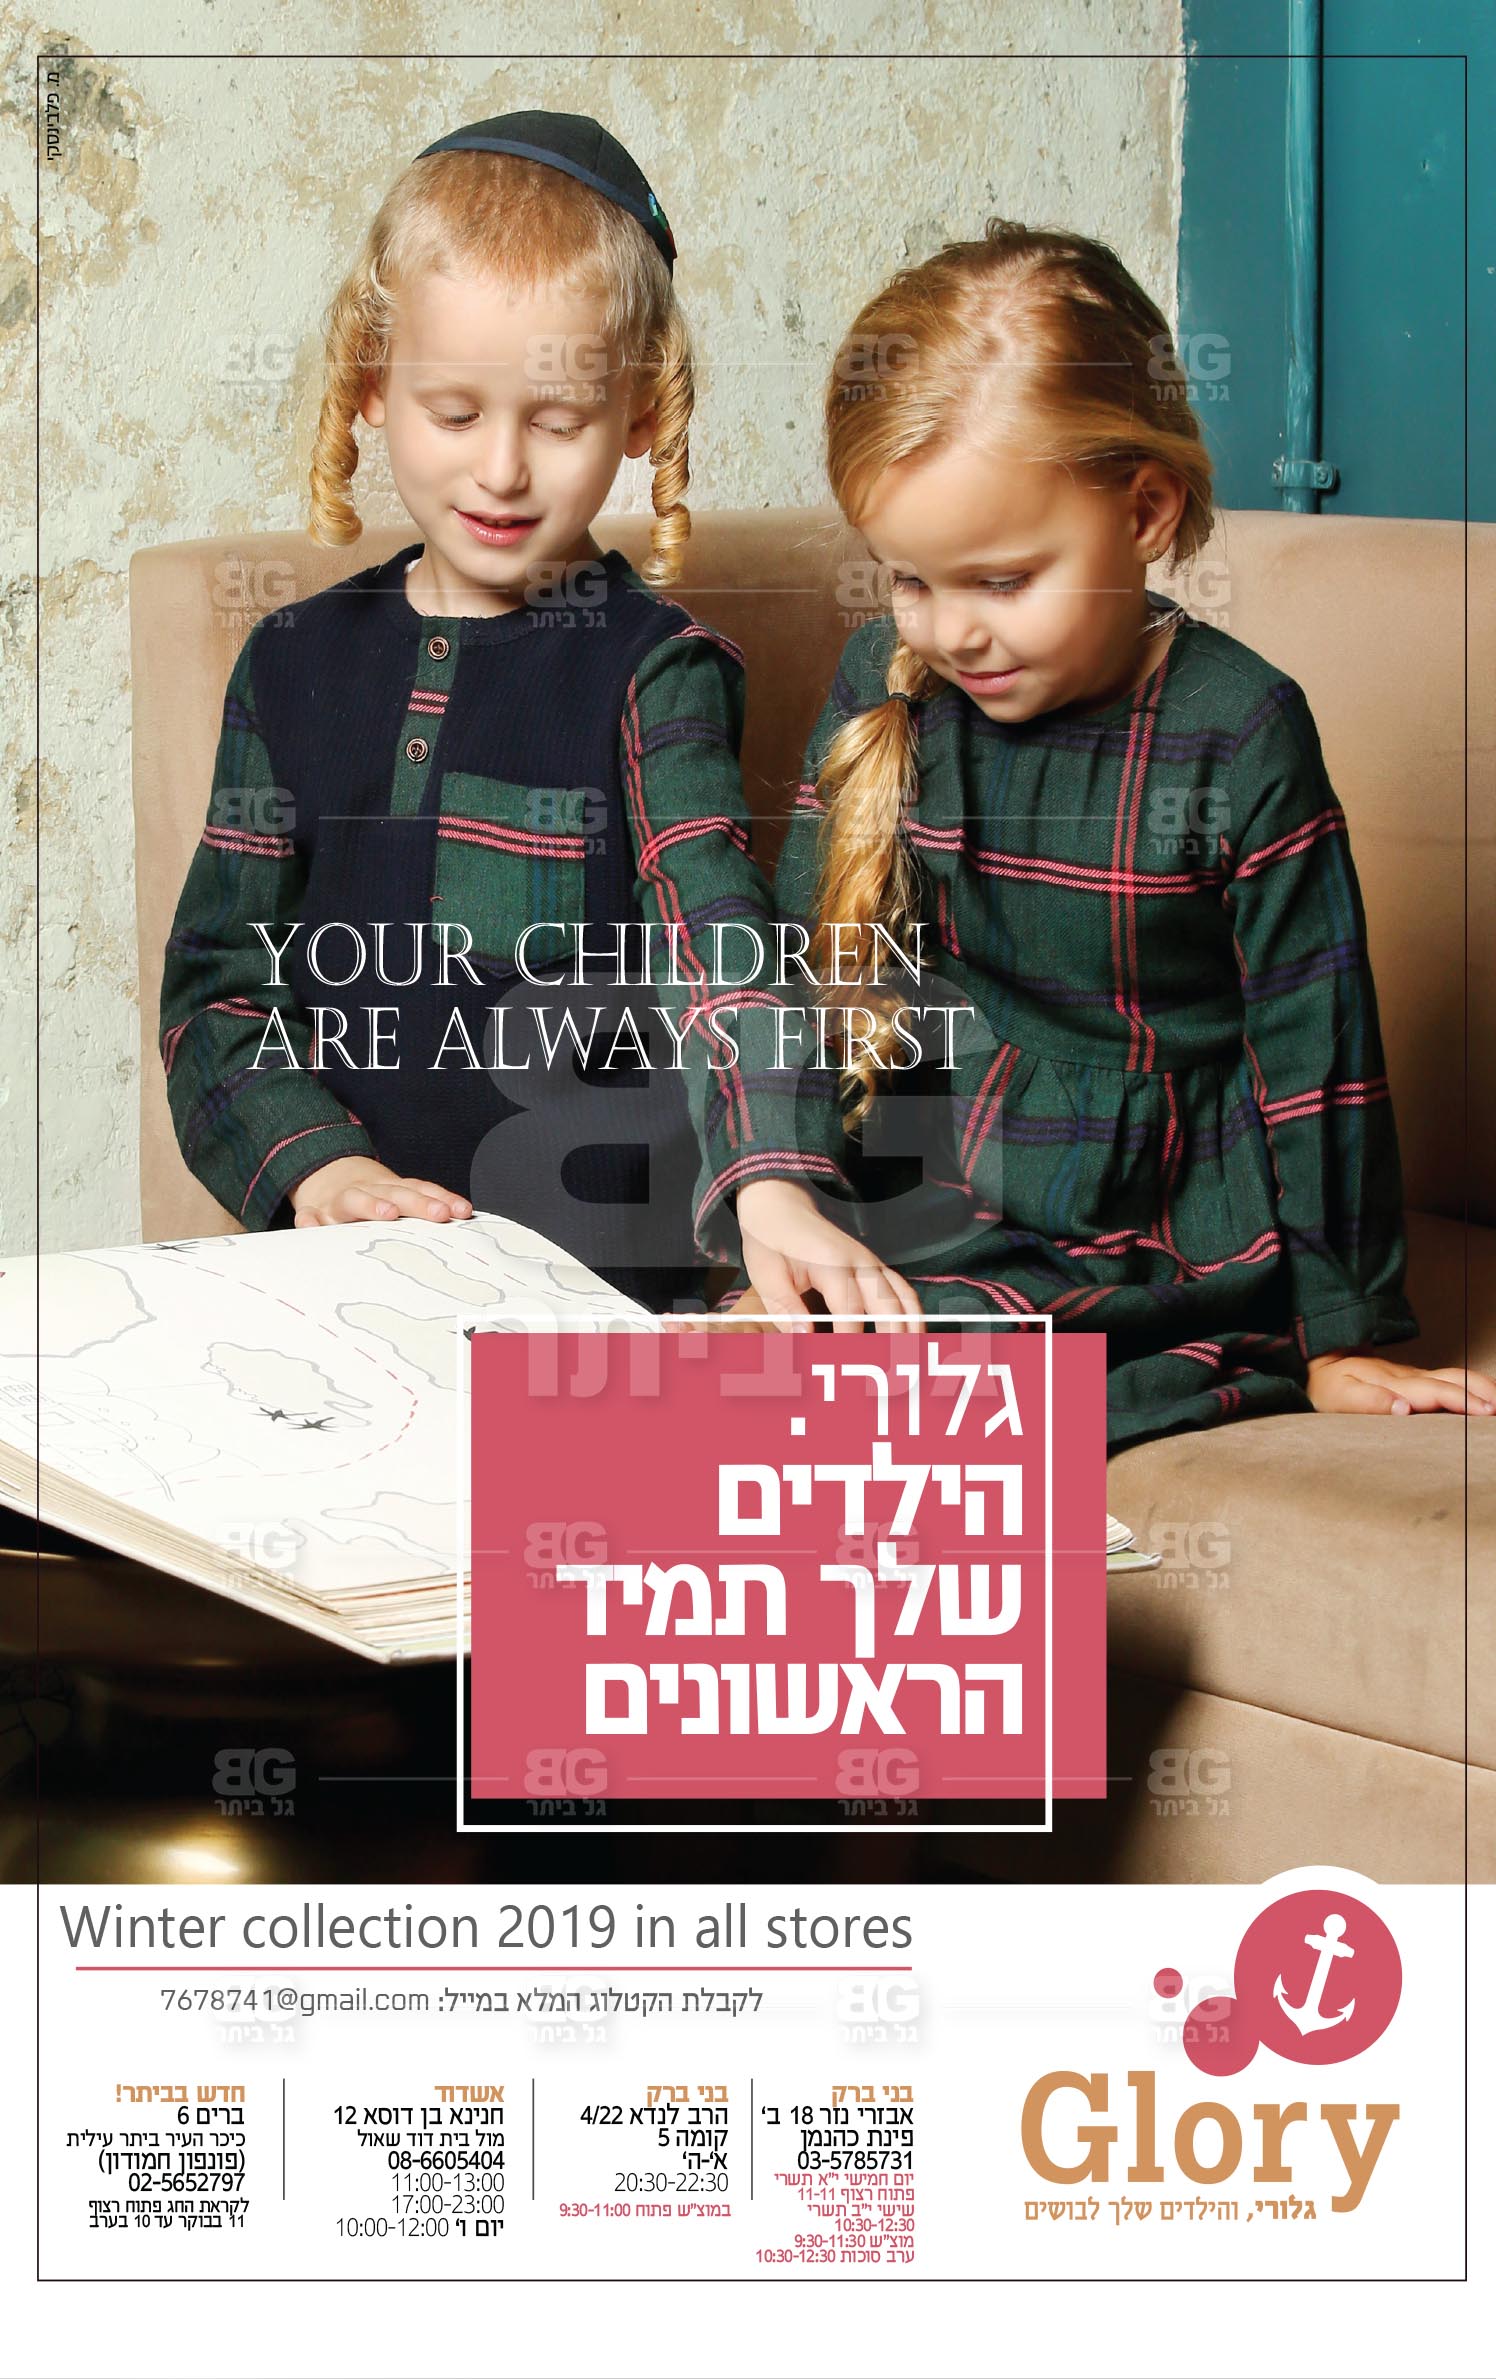 מ. פלבינסקי
YOUR CHILDREN
ARE ALWAYS FIRST
גלורי.
הילדים
שלך תמיד
הראשונים
Winter collection 2019 in all stores
לקבלת הקטלוג המלא במייל: 7678741@gmail.com
Glory
גלורי, והילדים שלך לבושים
בני ברק
אבזרי נזר 18 ב'
פינת כהנמן
03-5785731
יום חמישי י"א תשרי
פתוח רצוף 11-11
שישי י"ב תשרי
10:30-12:30
מוצ"ש 9:30-11:30
ערב סוכות 10:30-12:30
בני ברק
הרב לנדא 4/22
קומה 5
א'-ה'
20:30-22:30
במוצ"ש פתוח 9:30-11:00
אשדוד
חנינא בן דוסא 12
מול בית דוד שאול
08-6605404
11:00-13:00
17:00-23:00
יום ו' 10:00-12:00
חדש בביתר!
ברים 6
כיכר העיר ביתר עילית
(פונפון חמודון)
02-5652797
לקראת החג פתוח רצוף
11 בבוקר עד 10 בערב
BG
גל ביתר